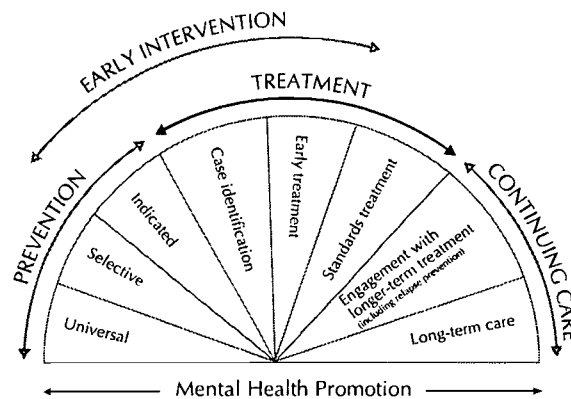 EARLY INTERVENTION
TREATMENT
PREVENTION
CONTINUING CARE
Universal
Selective
Indicated
Case identification
Early treatment
Standards treatment
Engagement with
longer-term treatment
(including relapse prevention)
Long-term care
Mental Health Promotion